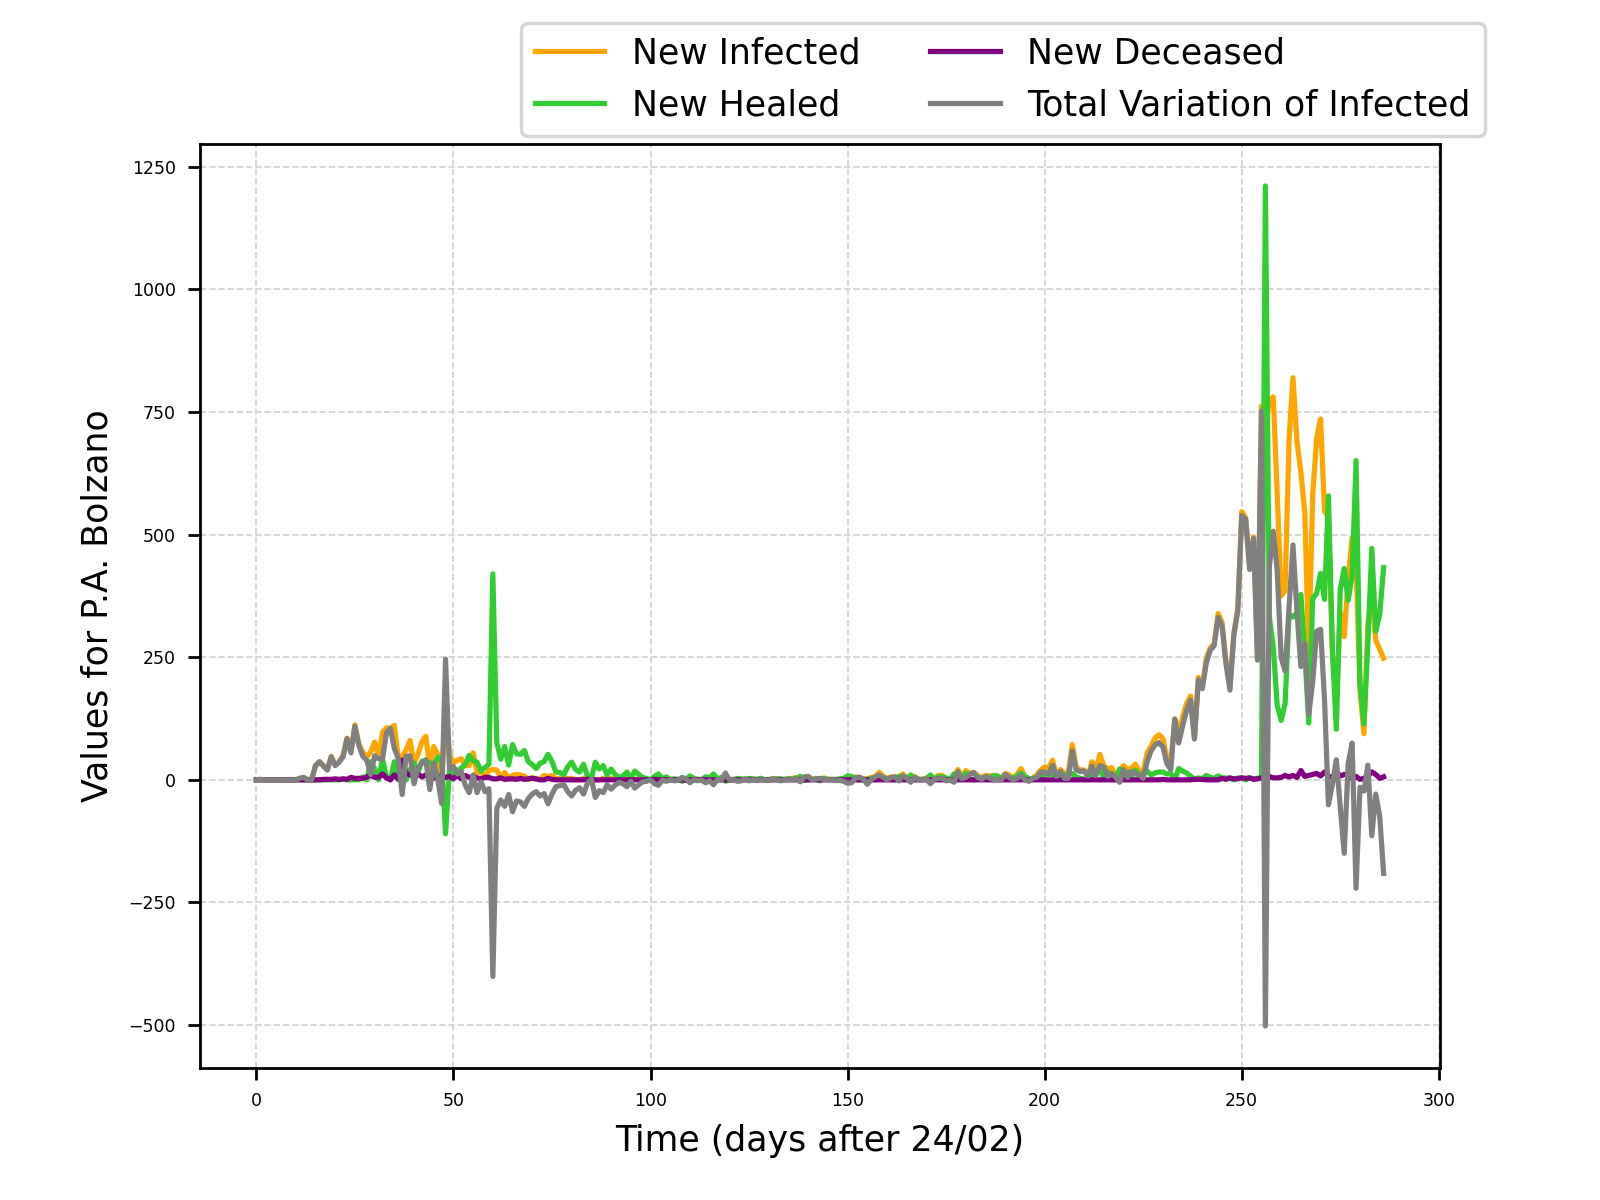 New Infected
New Deceased
New Healed
Total Variation of Infected
1250
1000
750
500
250
0
−250
−500
Values for P.A. Bolzano
0 50 100 150 200 250 300
Time (days after 24/02)